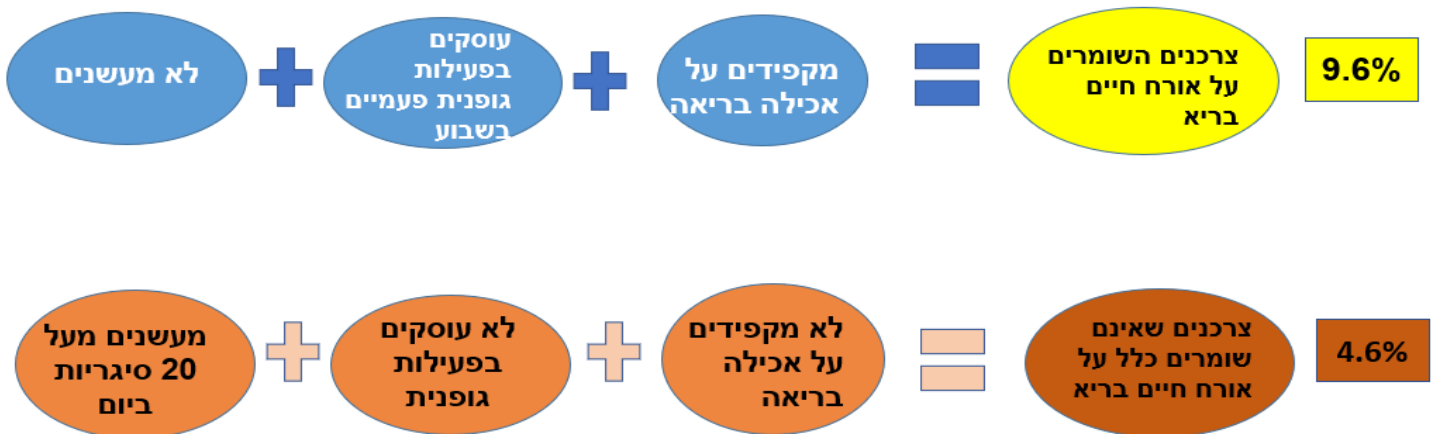 לא מעשנים
עוסקים
בפעילות
גופנית פעמיים
בשבוע
מקפידים על
אכילה בריאה
צרכנים השומרים
על אורח חיים
בריא
9.6%
מעשנים מעל
20 סיגריות
ביום
לא עוסקים
בפעילות
גופנית
לא מקפידים
על אכילה
בריאה
צרכנים שאינם
שומרים כלל על
אורח חיים בריא
4.6%